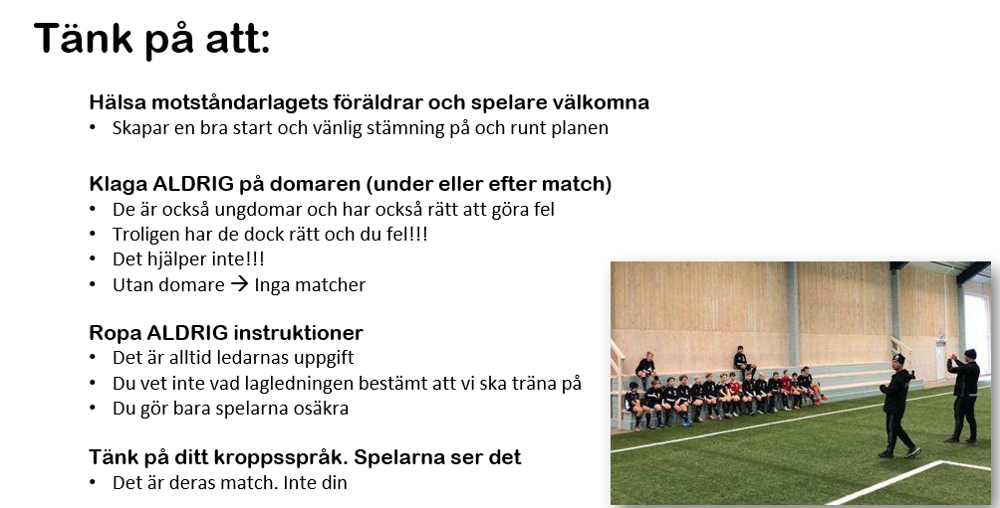 Tänk på att:
Hälsa motståndarlagets föräldrar och spelare välkomna
• Skapar en bra start och vänlig stämning på och runt planen
Klaga ALDRIG på domaren (under eller efter match)
• De är också ungdomar och har också rätt att göra fel
• Troligen har de dock rätt och du fel!!!
• Det hjälper inte!!!
• Utan domare → Inga matcher
Ropa ALDRIG instruktioner
• Det är alltid ledarnas uppgift
• Du vet inte vad lagledningen bestämt att vi ska träna på
• Du gör bara spelarna osäkra
Tänk på ditt kroppsspråk. Spelarna ser det
• Det är deras match. Inte din